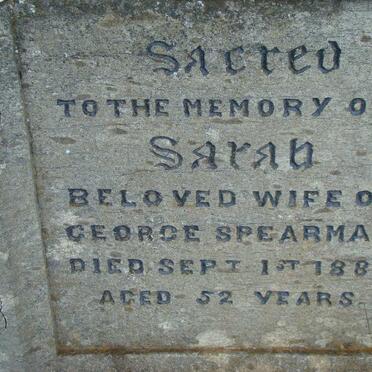 Sacred
TO THE MEMORY O
Sarah
BELOVED WIFE O
GEORGE SPEARMA
DIED SEPT 1ST 188
AGED 52 YEARS